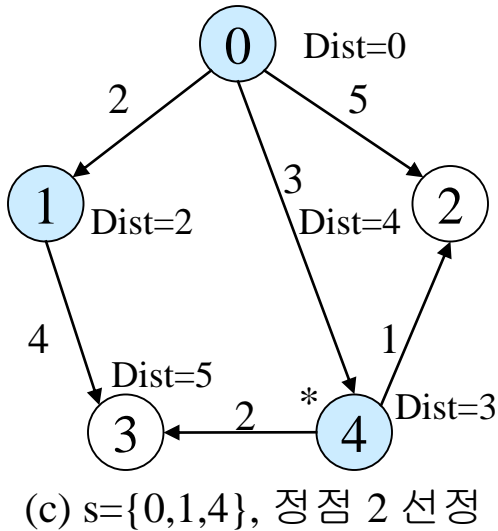 0 Dist=0
2 5
3
1 Dist=2 Dist=4 2
4 1
Dist=5
* Dist=3
3 2 4
(c) s={0,1,4}, 정점 2 선정